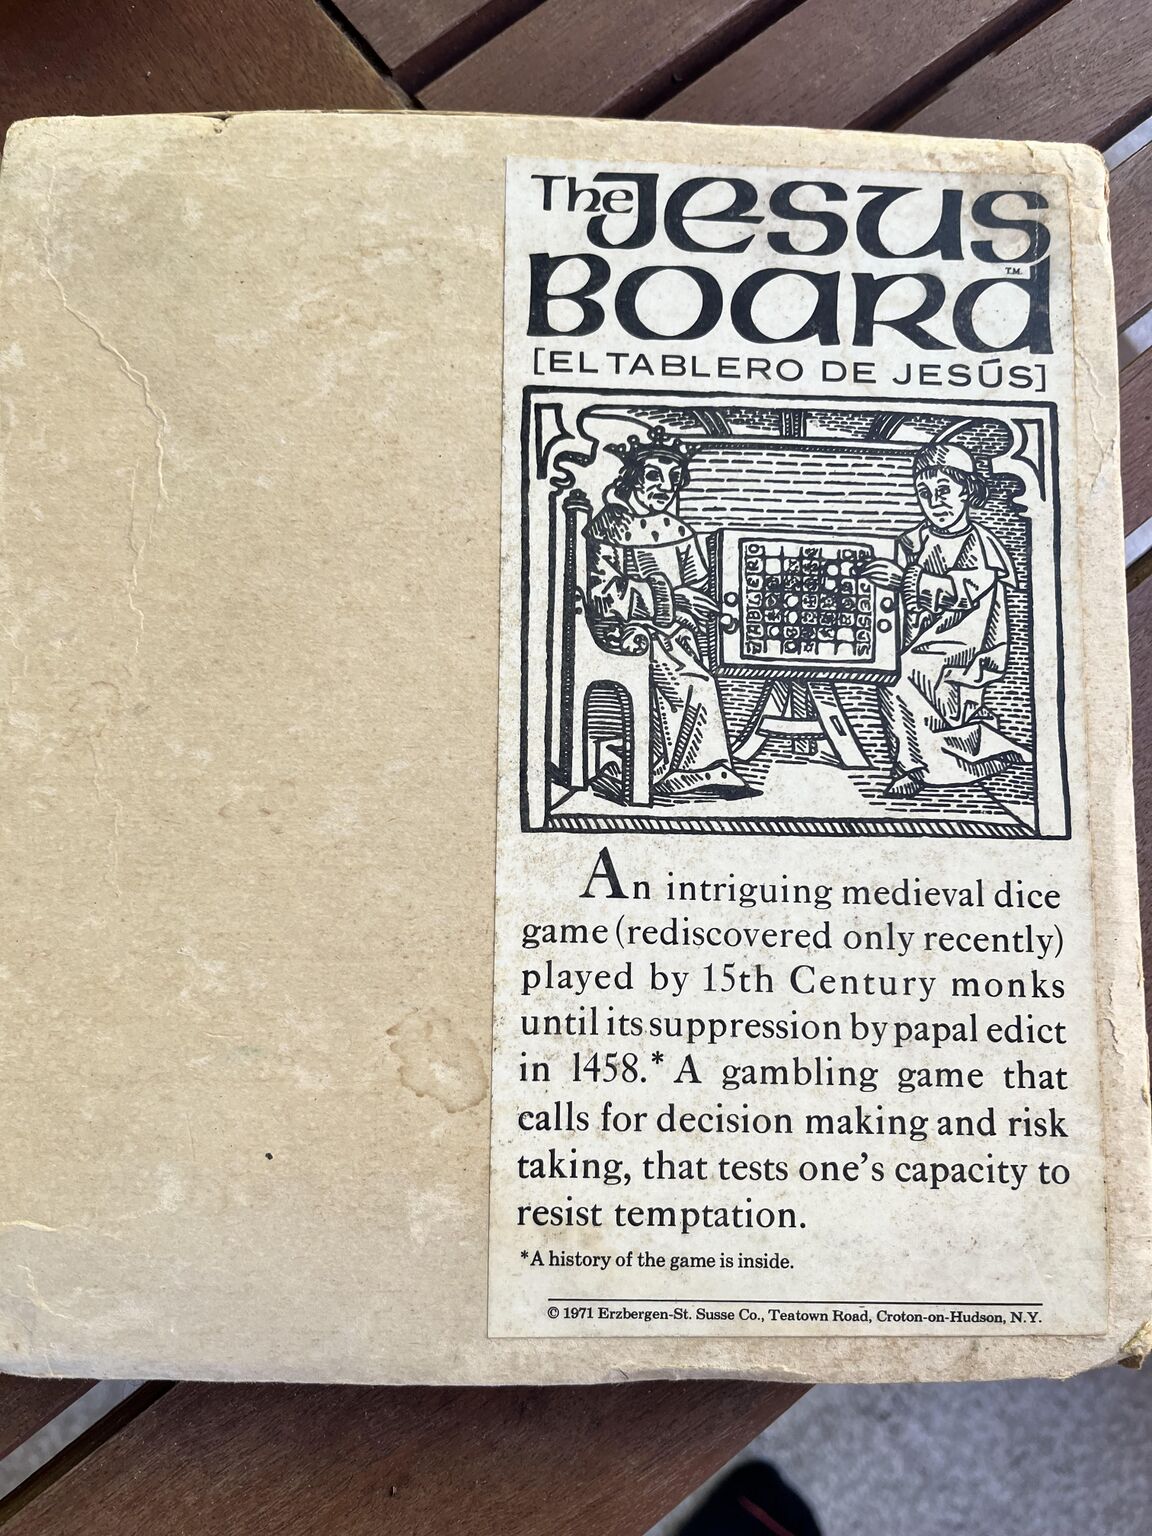 The Jesus
Board
T.M.
[EL TABLERO DE JESÚS]
TABLERO
JESUS
An intriguing medieval dice
game (rediscovered only recently)
played by 15th Century monks
until its suppression by papal edict
in 1458.* A gambling game that
calls for decision making and risk
taking, that tests one's capacity to
resist temptation.
*A history of the game is inside.
© 1971 Erzbergen-St. Susse Co., Teatown Road, Croton-on-Hudson, N.Y.